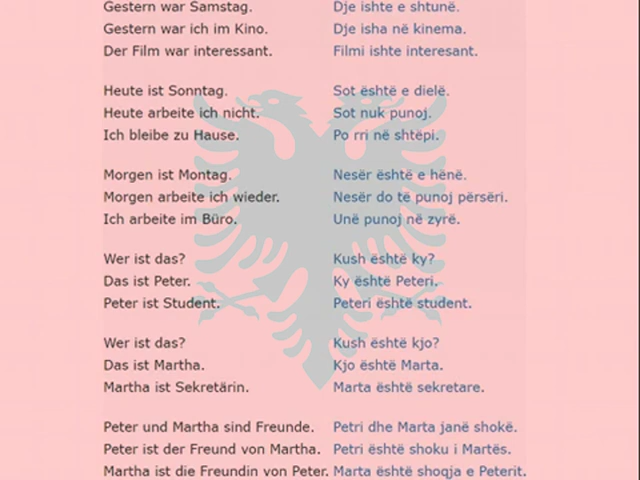 Gestern war Samstag. Dje ishte e shtunë.
Gestern war ich im Kino. Dje isha në kinema.
Der Film war interessant. Filmi ishte interesant.
Heute ist Sonntag. Sot është e dielë.
Heute arbeite ich nicht. Sot nuk punoj.
Ich bleibe zu Hause. Po rri në shtëpi.
Morgen ist Montag. Nesër është e hënë.
Morgen arbeite ich wieder. Nesër do të punoj përsëri.
Ich arbeite im Büro. Unë punoj në zyrë.
Wer ist das? Kush është ky?
Das ist Peter. Ky është Peteri.
Peter ist Student. Peteri është student.
Wer ist das? Kush është kjo?
Das ist Martha. Kjo është Marta.
Martha ist Sekretärin. Marta është sekretare.
Peter und Martha sind Freunde. Petri dhe Marta janë shokë.
Peter ist der Freund von Martha. Petri është shoku i Martës.
Martha ist die Freundin von Peter. Marta është shoqja e Peterit.